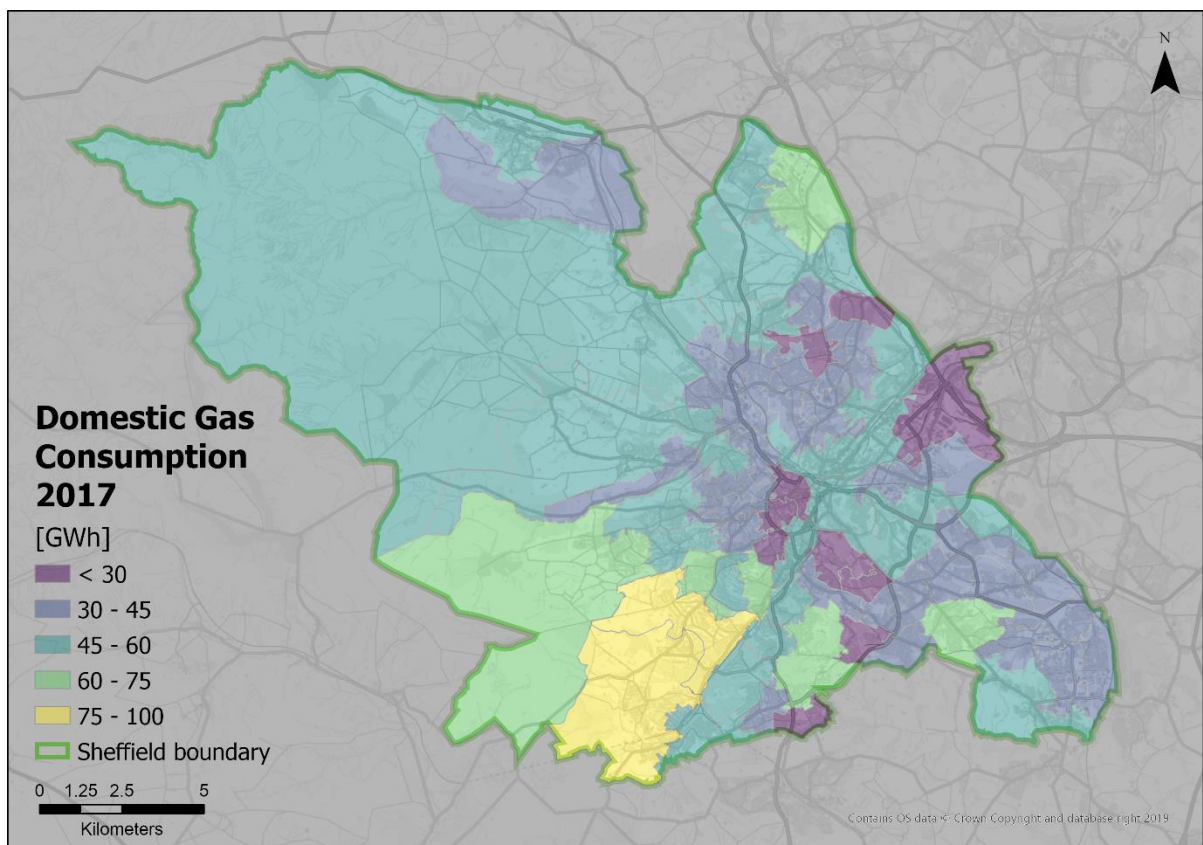 N
Domestic Gas
Consumption
2017
[GWh]
< 30
30 - 45
45 - 60
60 - 75
75 - 100
Sheffield boundary
0 1.25 2.5 5
Kilometers
Contains OS data © Crown Copyright and database right 2019